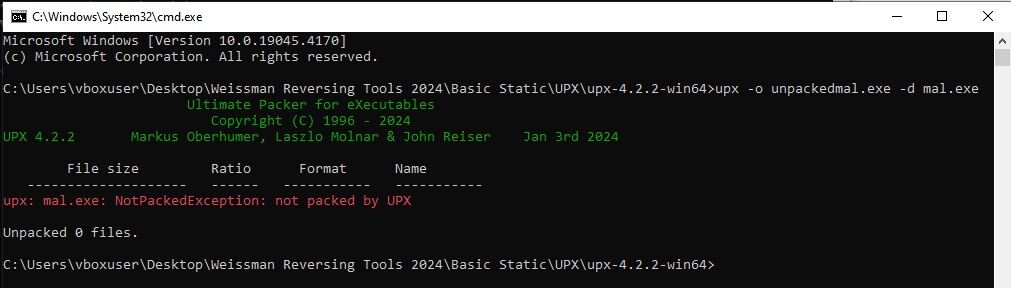 C:\Windows\System32\cmd.exe
Microsoft Windows [Version 10.0.19045.4170]
(c) Microsoft Corporation. All rights reserved.
C:\Users\vboxuser\Desktop\Weissman Reversing Tools 2024\Basic Static\UPX\upx-4.2.2-win64>upx -o unpackedmal.exe -d mal.exe
Ultimate Packer for eXecutables
Copyright (C) 1996 - 2024
UPX 4.2.2 Markus Oberhumer, Laszlo Molnar & John Reiser Jan 3rd 2024
File size Ratio Format Name
-------------------- ------ ----------- -----------
upx: mal.exe: NotPackedException: not packed by UPX
Unpacked 0 files.
C:\Users\vboxuser\Desktop\Weissman Reversing Tools 2024\Basic Static\UPX\upx-4.2.2-win64>